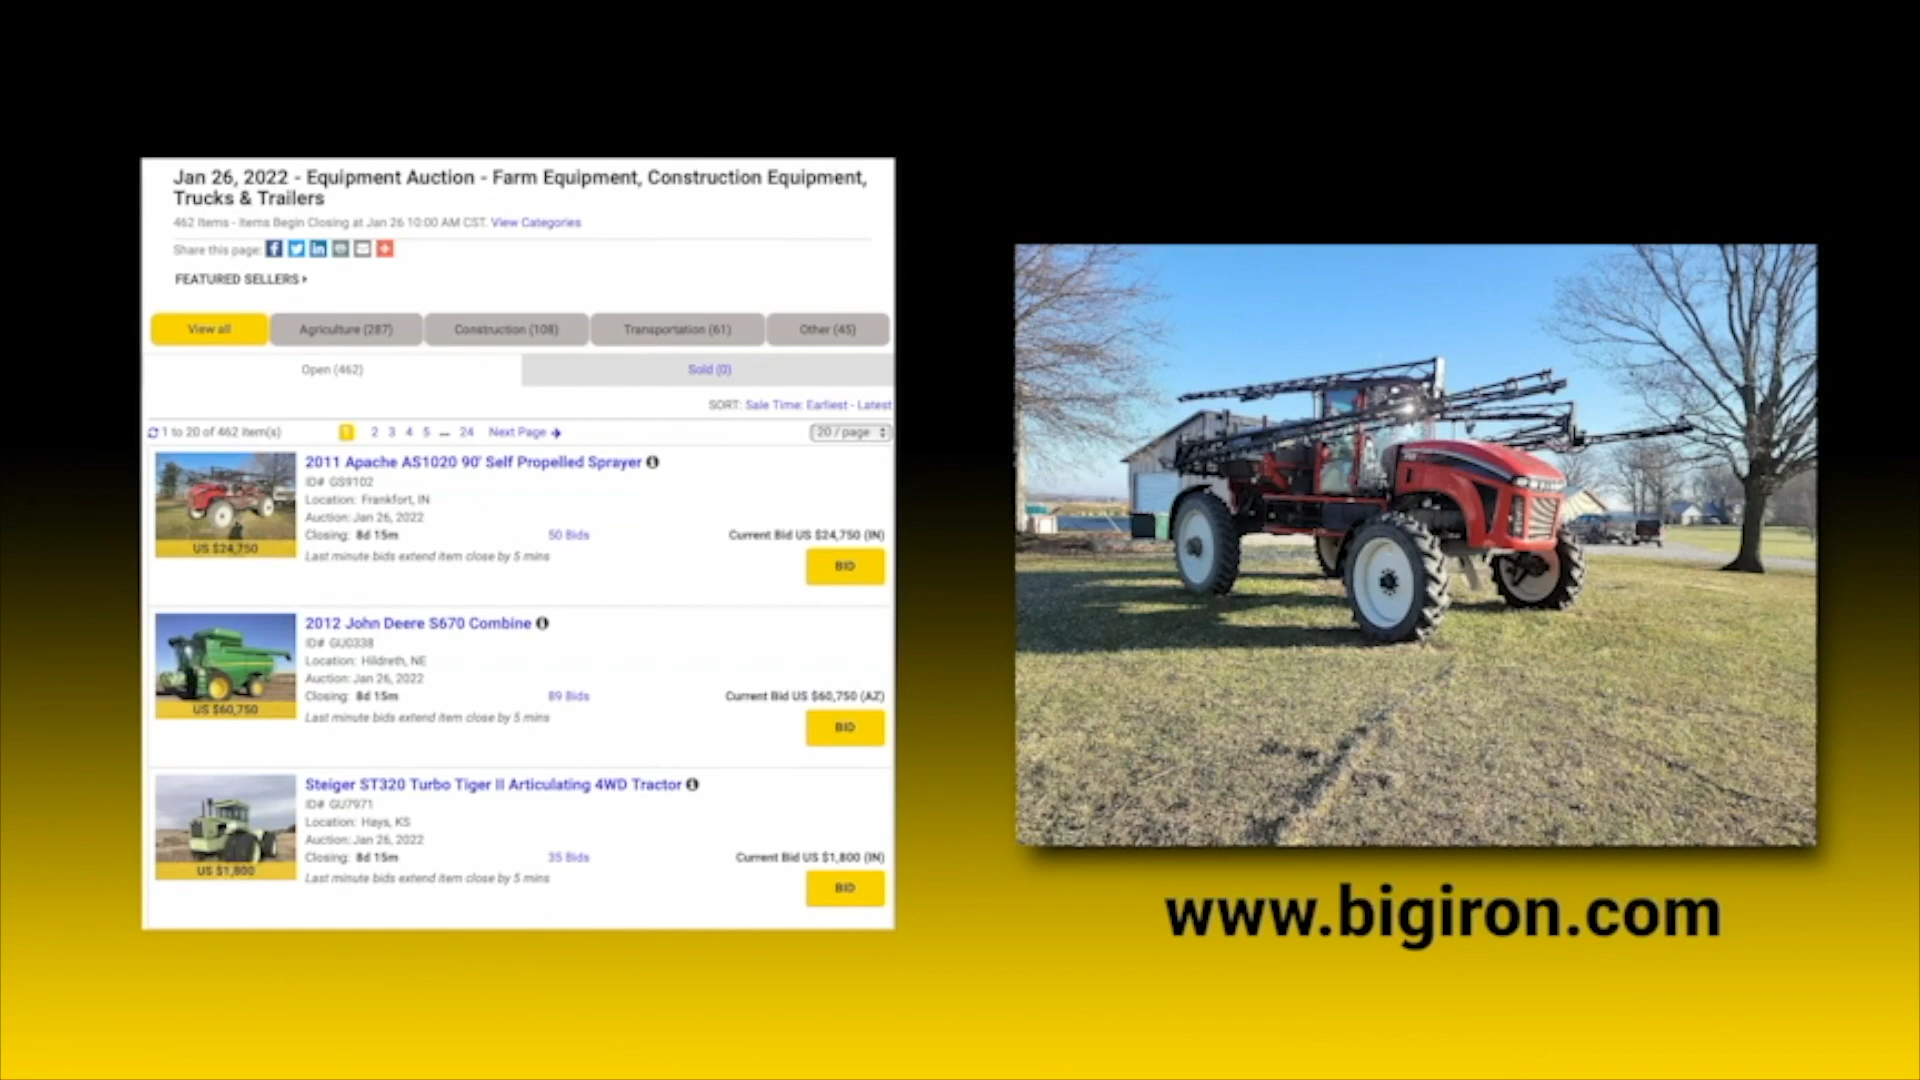 Jan 26, 2022 - Equipment Auction - Farm Equipment, Construction Equipment,
Trucks & Trailers
462 Items - Items Begin Closing at Jan 26 10:00 AM CST. View Categories
Share this page:
FEATURED SELLERS
View all Agriculture (287) Construction (108) Transportation (61) Other (45)
Open (462) Sold (0)
SORT: Sale Time: Earliest - Latest
1 to 20 of 462 item(s) 1 2 3 4 5 ... 24 Next Page 20 / page
2011 Apache AS1020 90' Self Propelled Sprayer
ID# GS9102
Location: Frankfort, IN
Auction: Jan 26, 2022
Closing: 8d 15m 50 Bids Current Bid US $24,750 (IN)
US $24,750
Last minute bids extend item close by 5 mins
BID
2012 John Deere S670 Combine
ID# GU0338
Location: Hildreth, NE
Auction: Jan 26, 2022
Closing: 8d 15m 89 Bids Current Bid US $60,750 (AZ)
US $60,750
Last minute bids extend item close by 5 mins
BID
Steiger ST320 Turbo Tiger II Articulating 4WD Tractor
ID# GU7971
Location: Hays, KS
Auction: Jan 26, 2022
Closing: 8d 15m 35 Bids Current Bid US $1,800 (IN)
US $1,800
Last minute bids extend item close by 5 mins
BID
www.bigiron.com